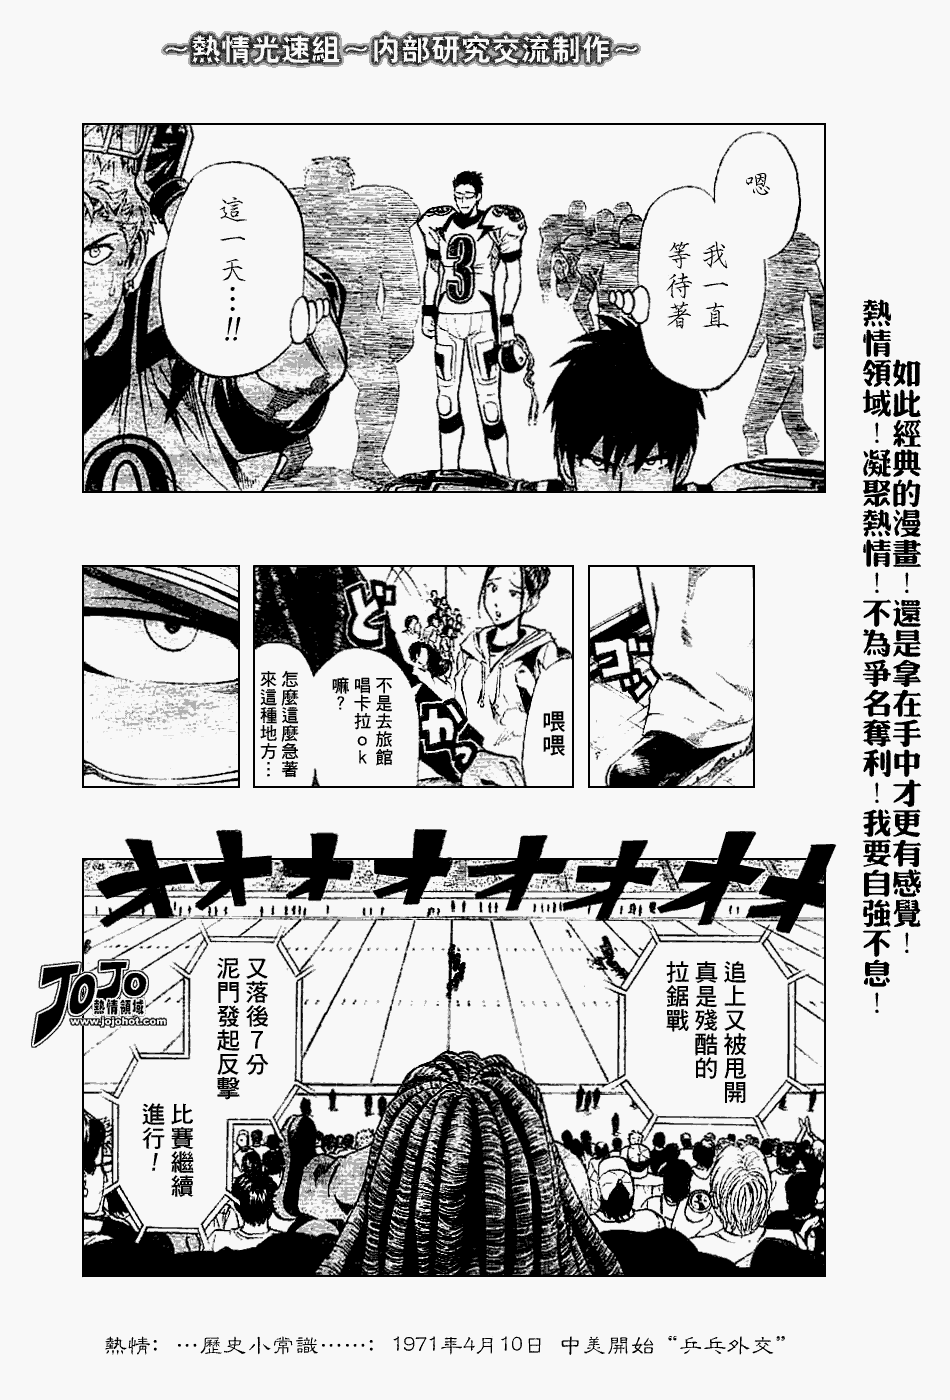 ～熱情光速組～內部研究交流制作～
嗯
我一直
等待著
這一天…!!
喂喂
不是去旅館
唱卡拉ok
嘛？
怎麼這麼急著
來這種地方…
ゴッ
ど
ばっ
オオオオオオオオ
追上又被甩開
真是殘酷的
拉鋸戰
又落後7分
泥門發起反擊
比賽繼續
進行！
如此經典的漫畫！還是拿在手中才更有感覺！
熱情領域！凝聚熱情！不為爭名奪利！我要自強不息！
JOJO
熱情領域
www.jojohot.com
3
0
熱情：…歷史小常識……：1971年4月10日 中美開始“乒乓外交”